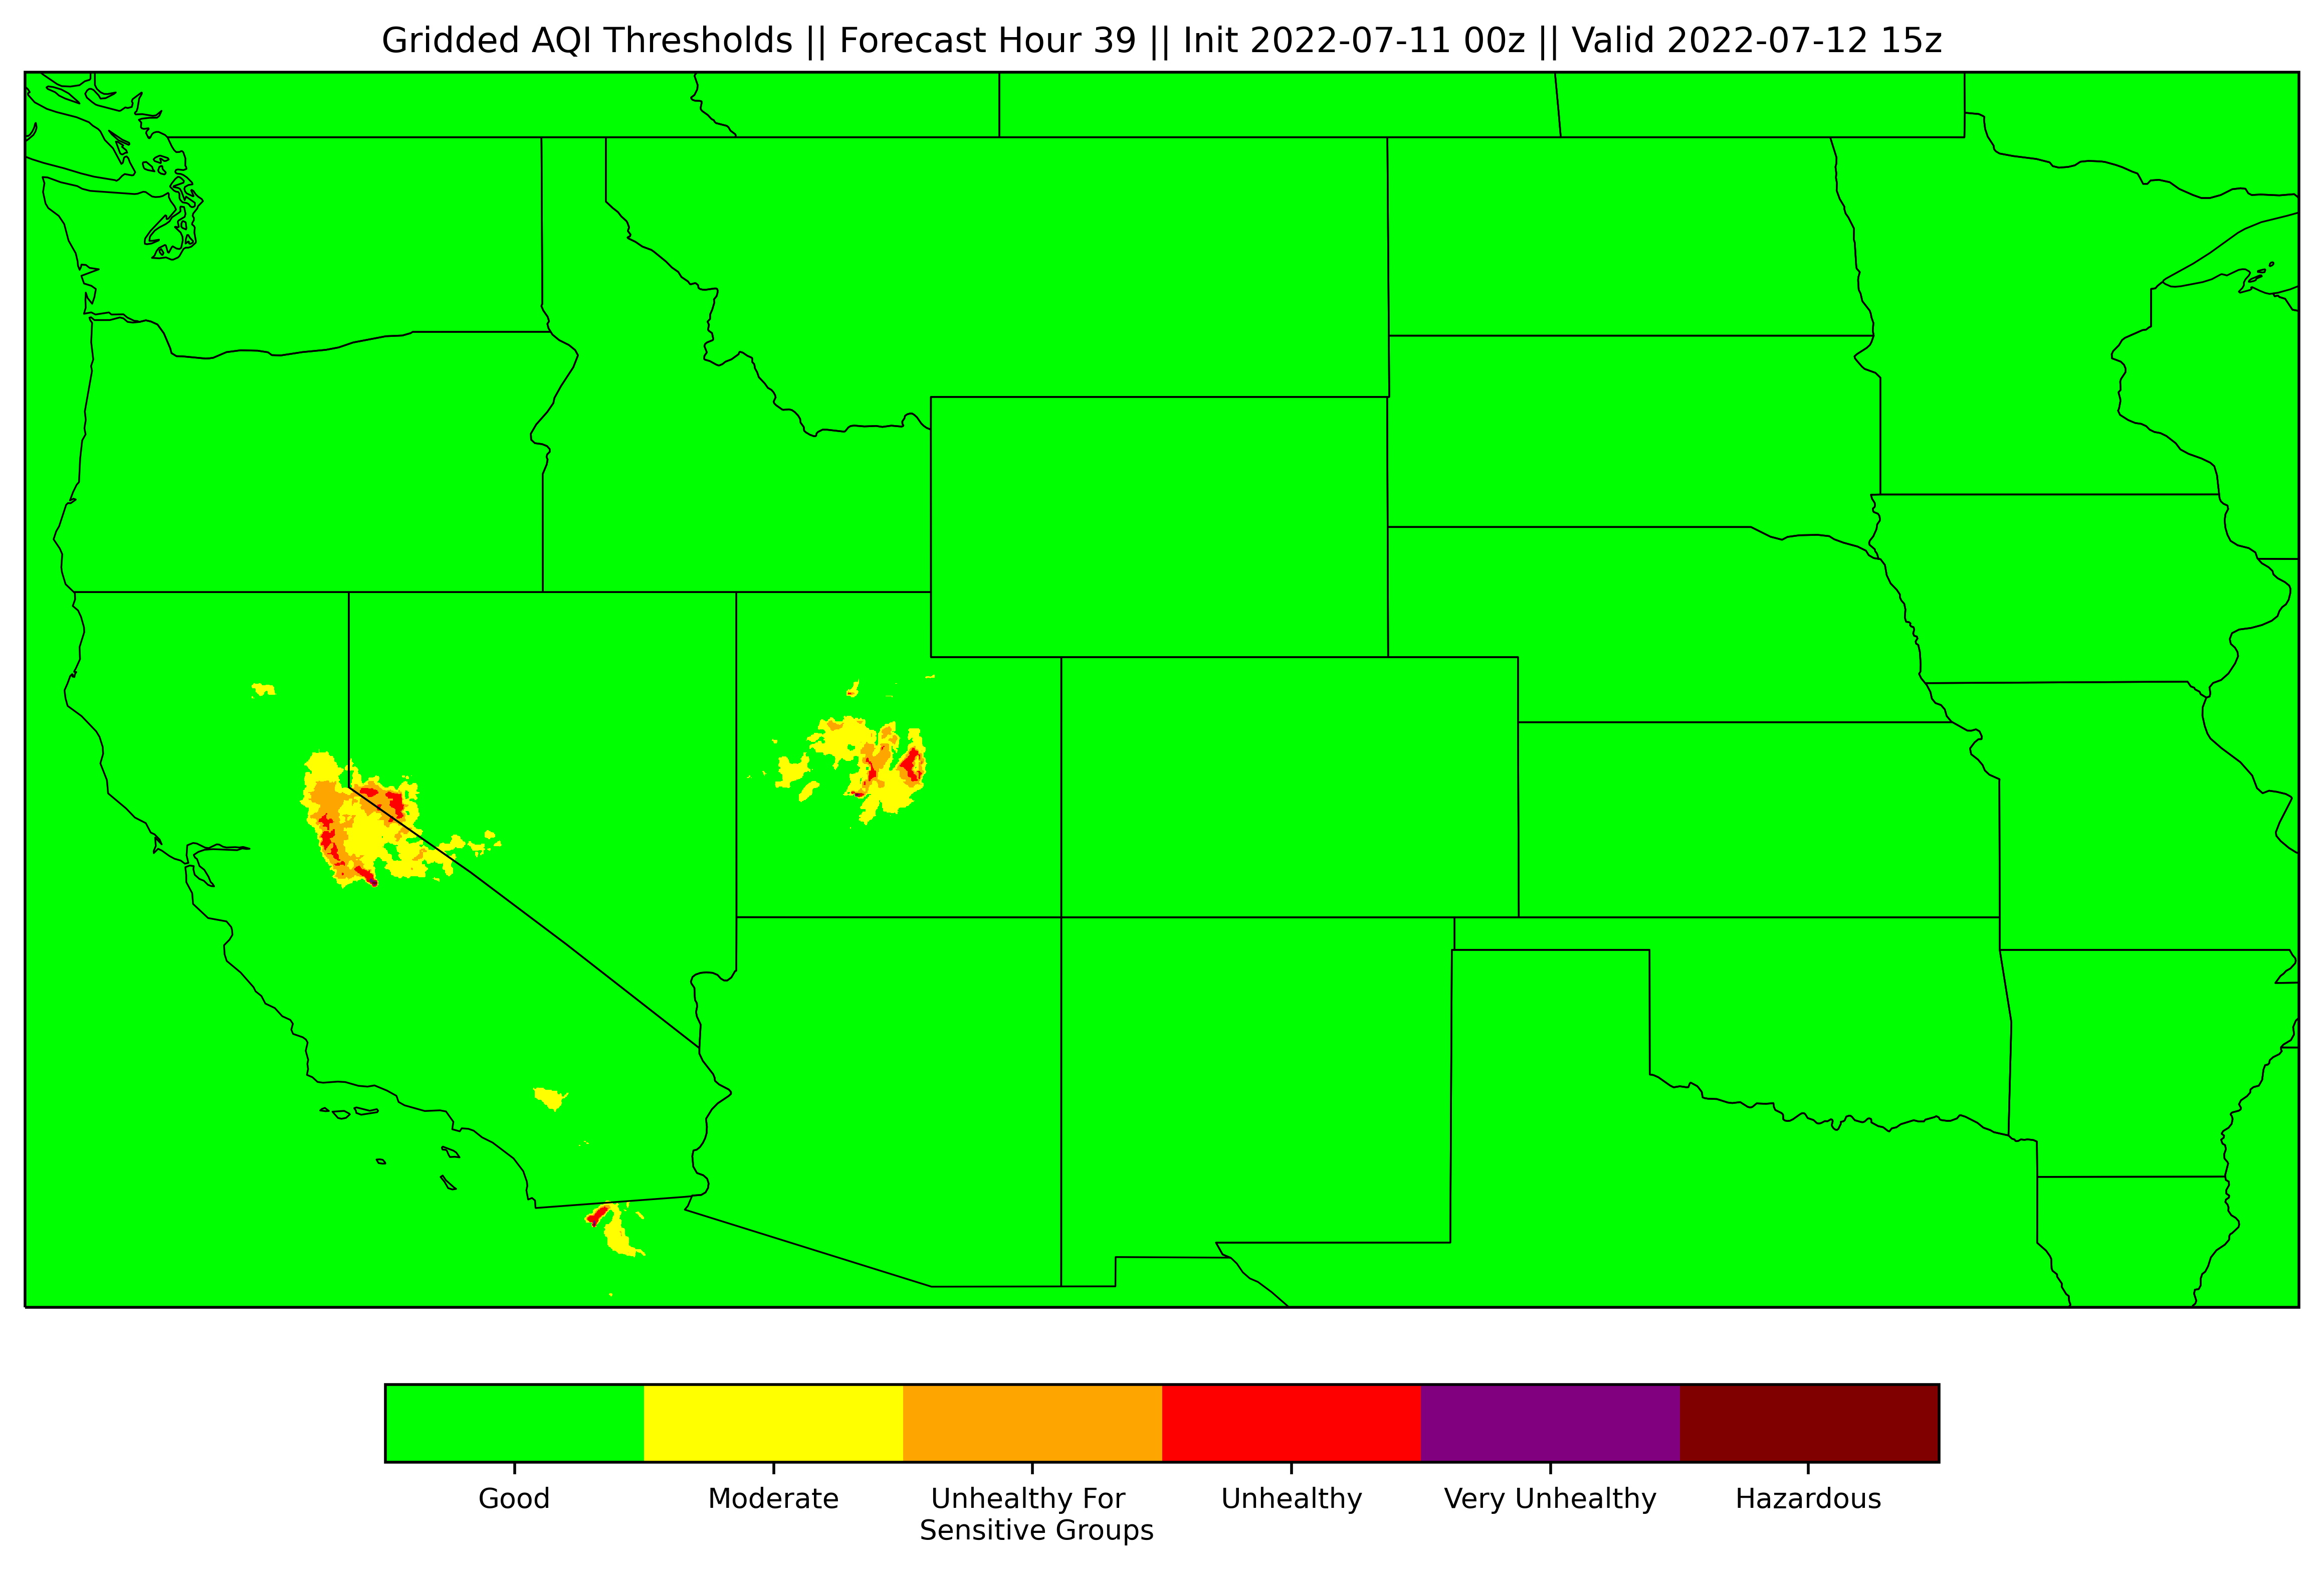 Gridded AQI Thresholds || Forecast Hour 39 || Init 2022-07-11 00z || Valid 2022-07-12 15z
Good
Moderate
Unhealthy For
Sensitive Groups
Unhealthy
Very Unhealthy
Hazardous